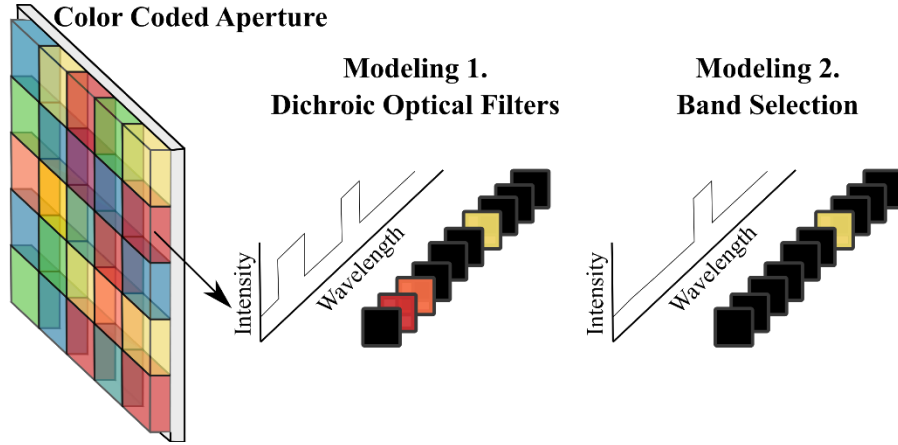 Color Coded Aperture
Modeling 1.
Dichroic Optical Filters
Modeling 2.
Band Selection
Intensity
Wavelength
Intensity
Wavelength